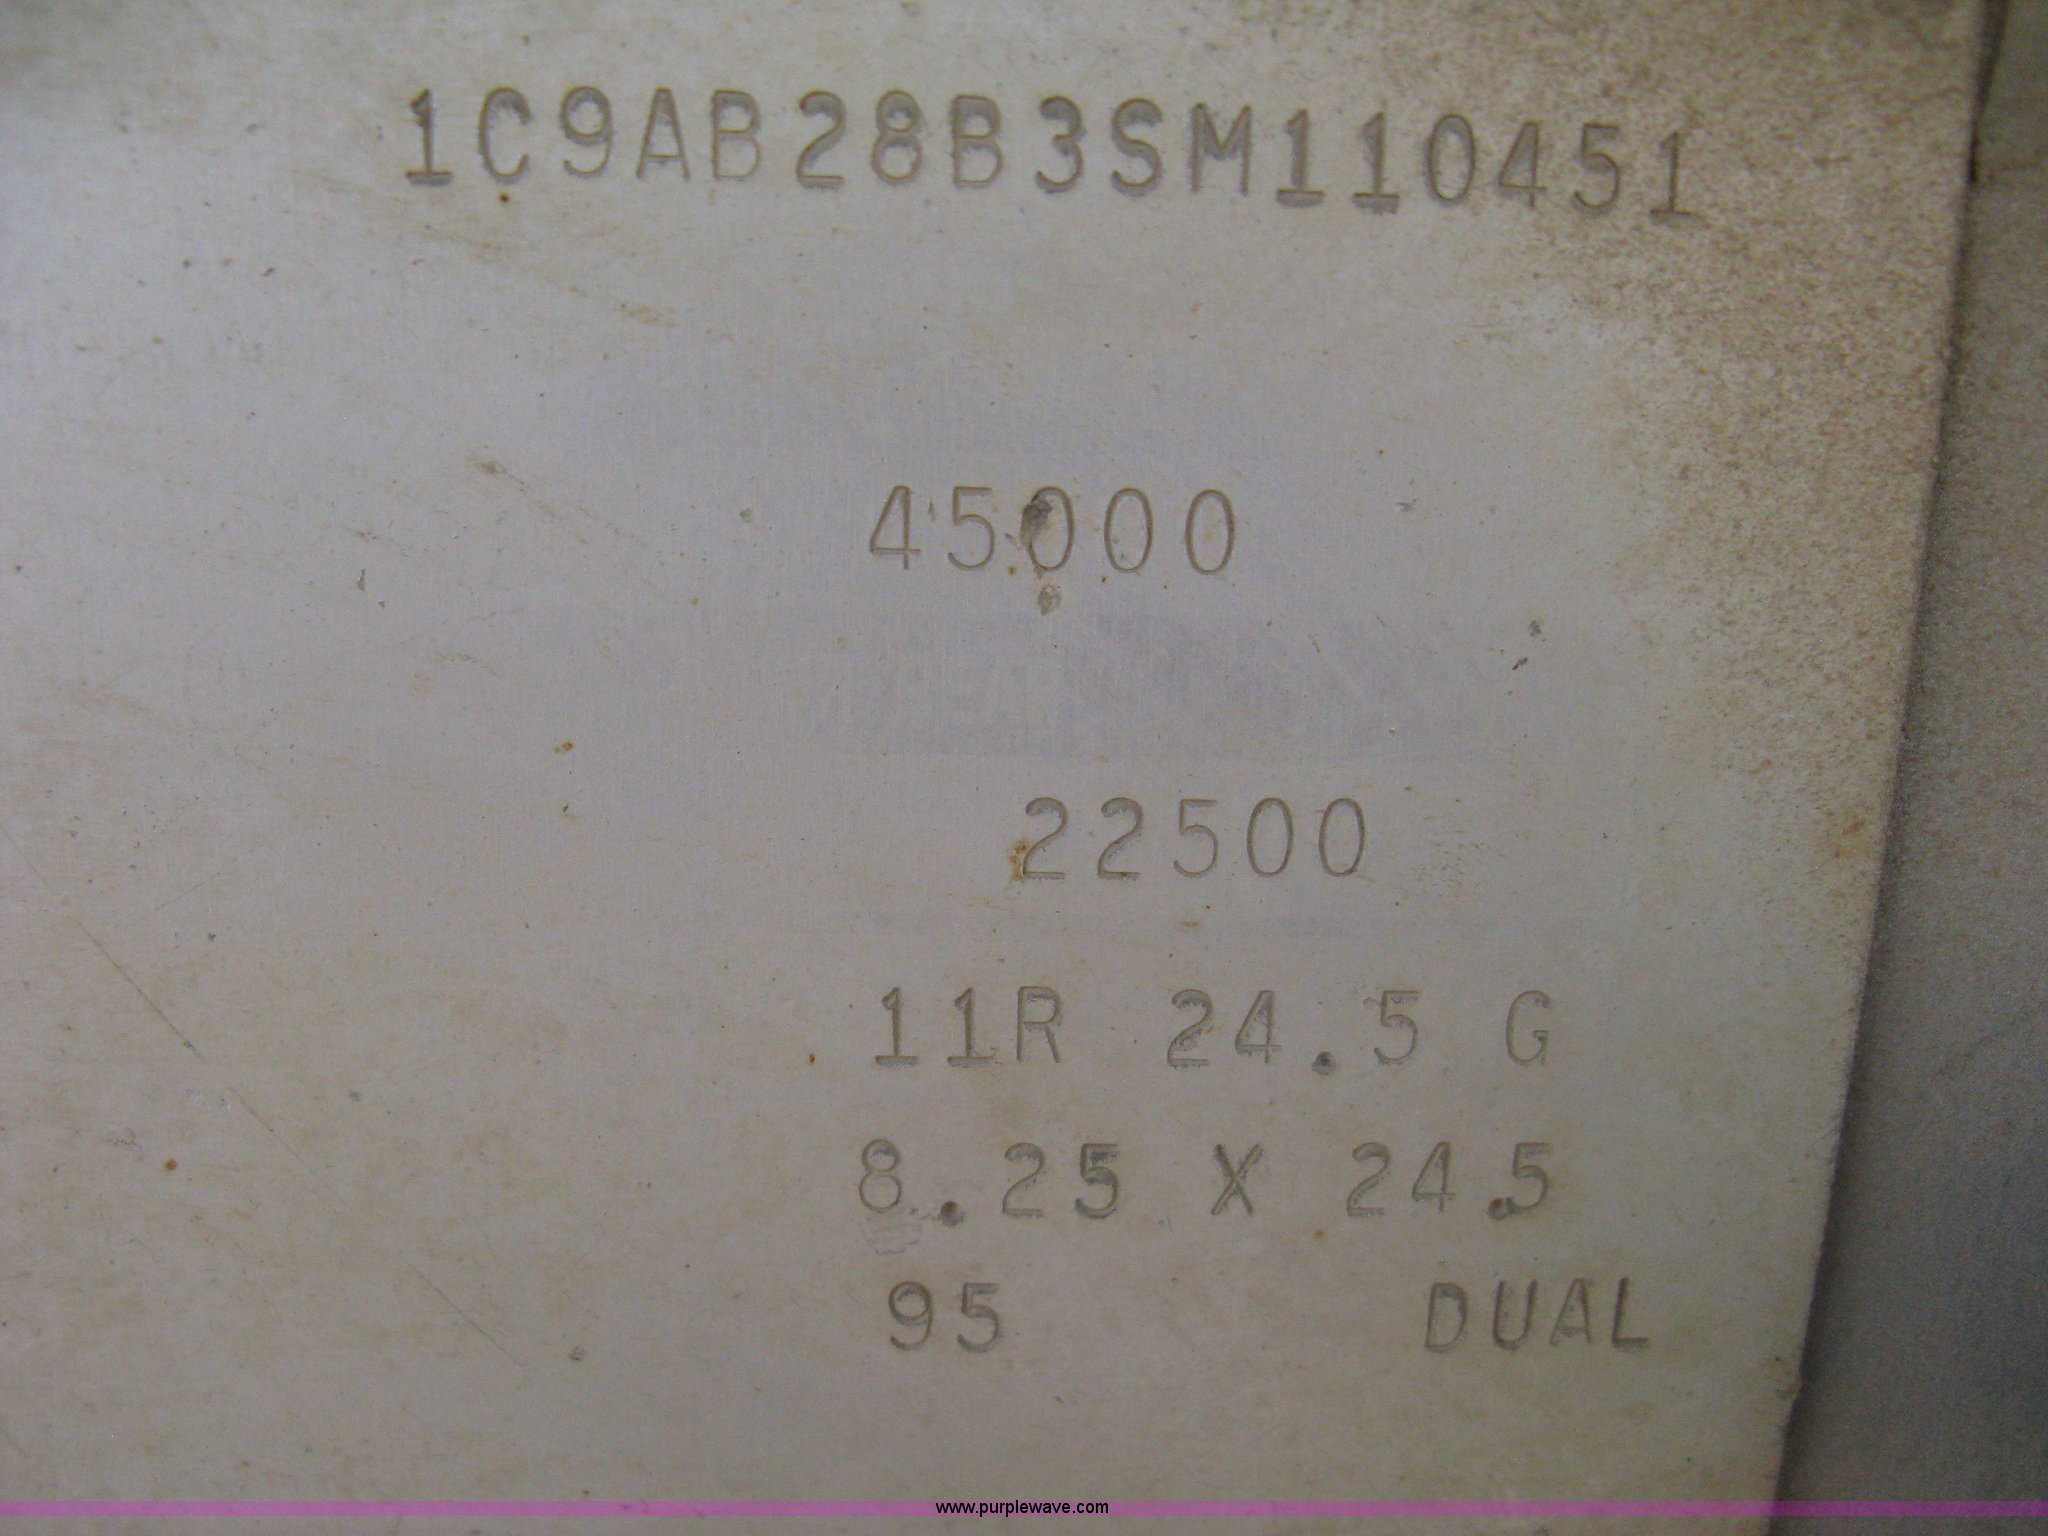 1C9AB28B3SM110451
45000
22500
11R 24.5 G
8.25 X 24.5
95 DUAL
www.purplewave.com